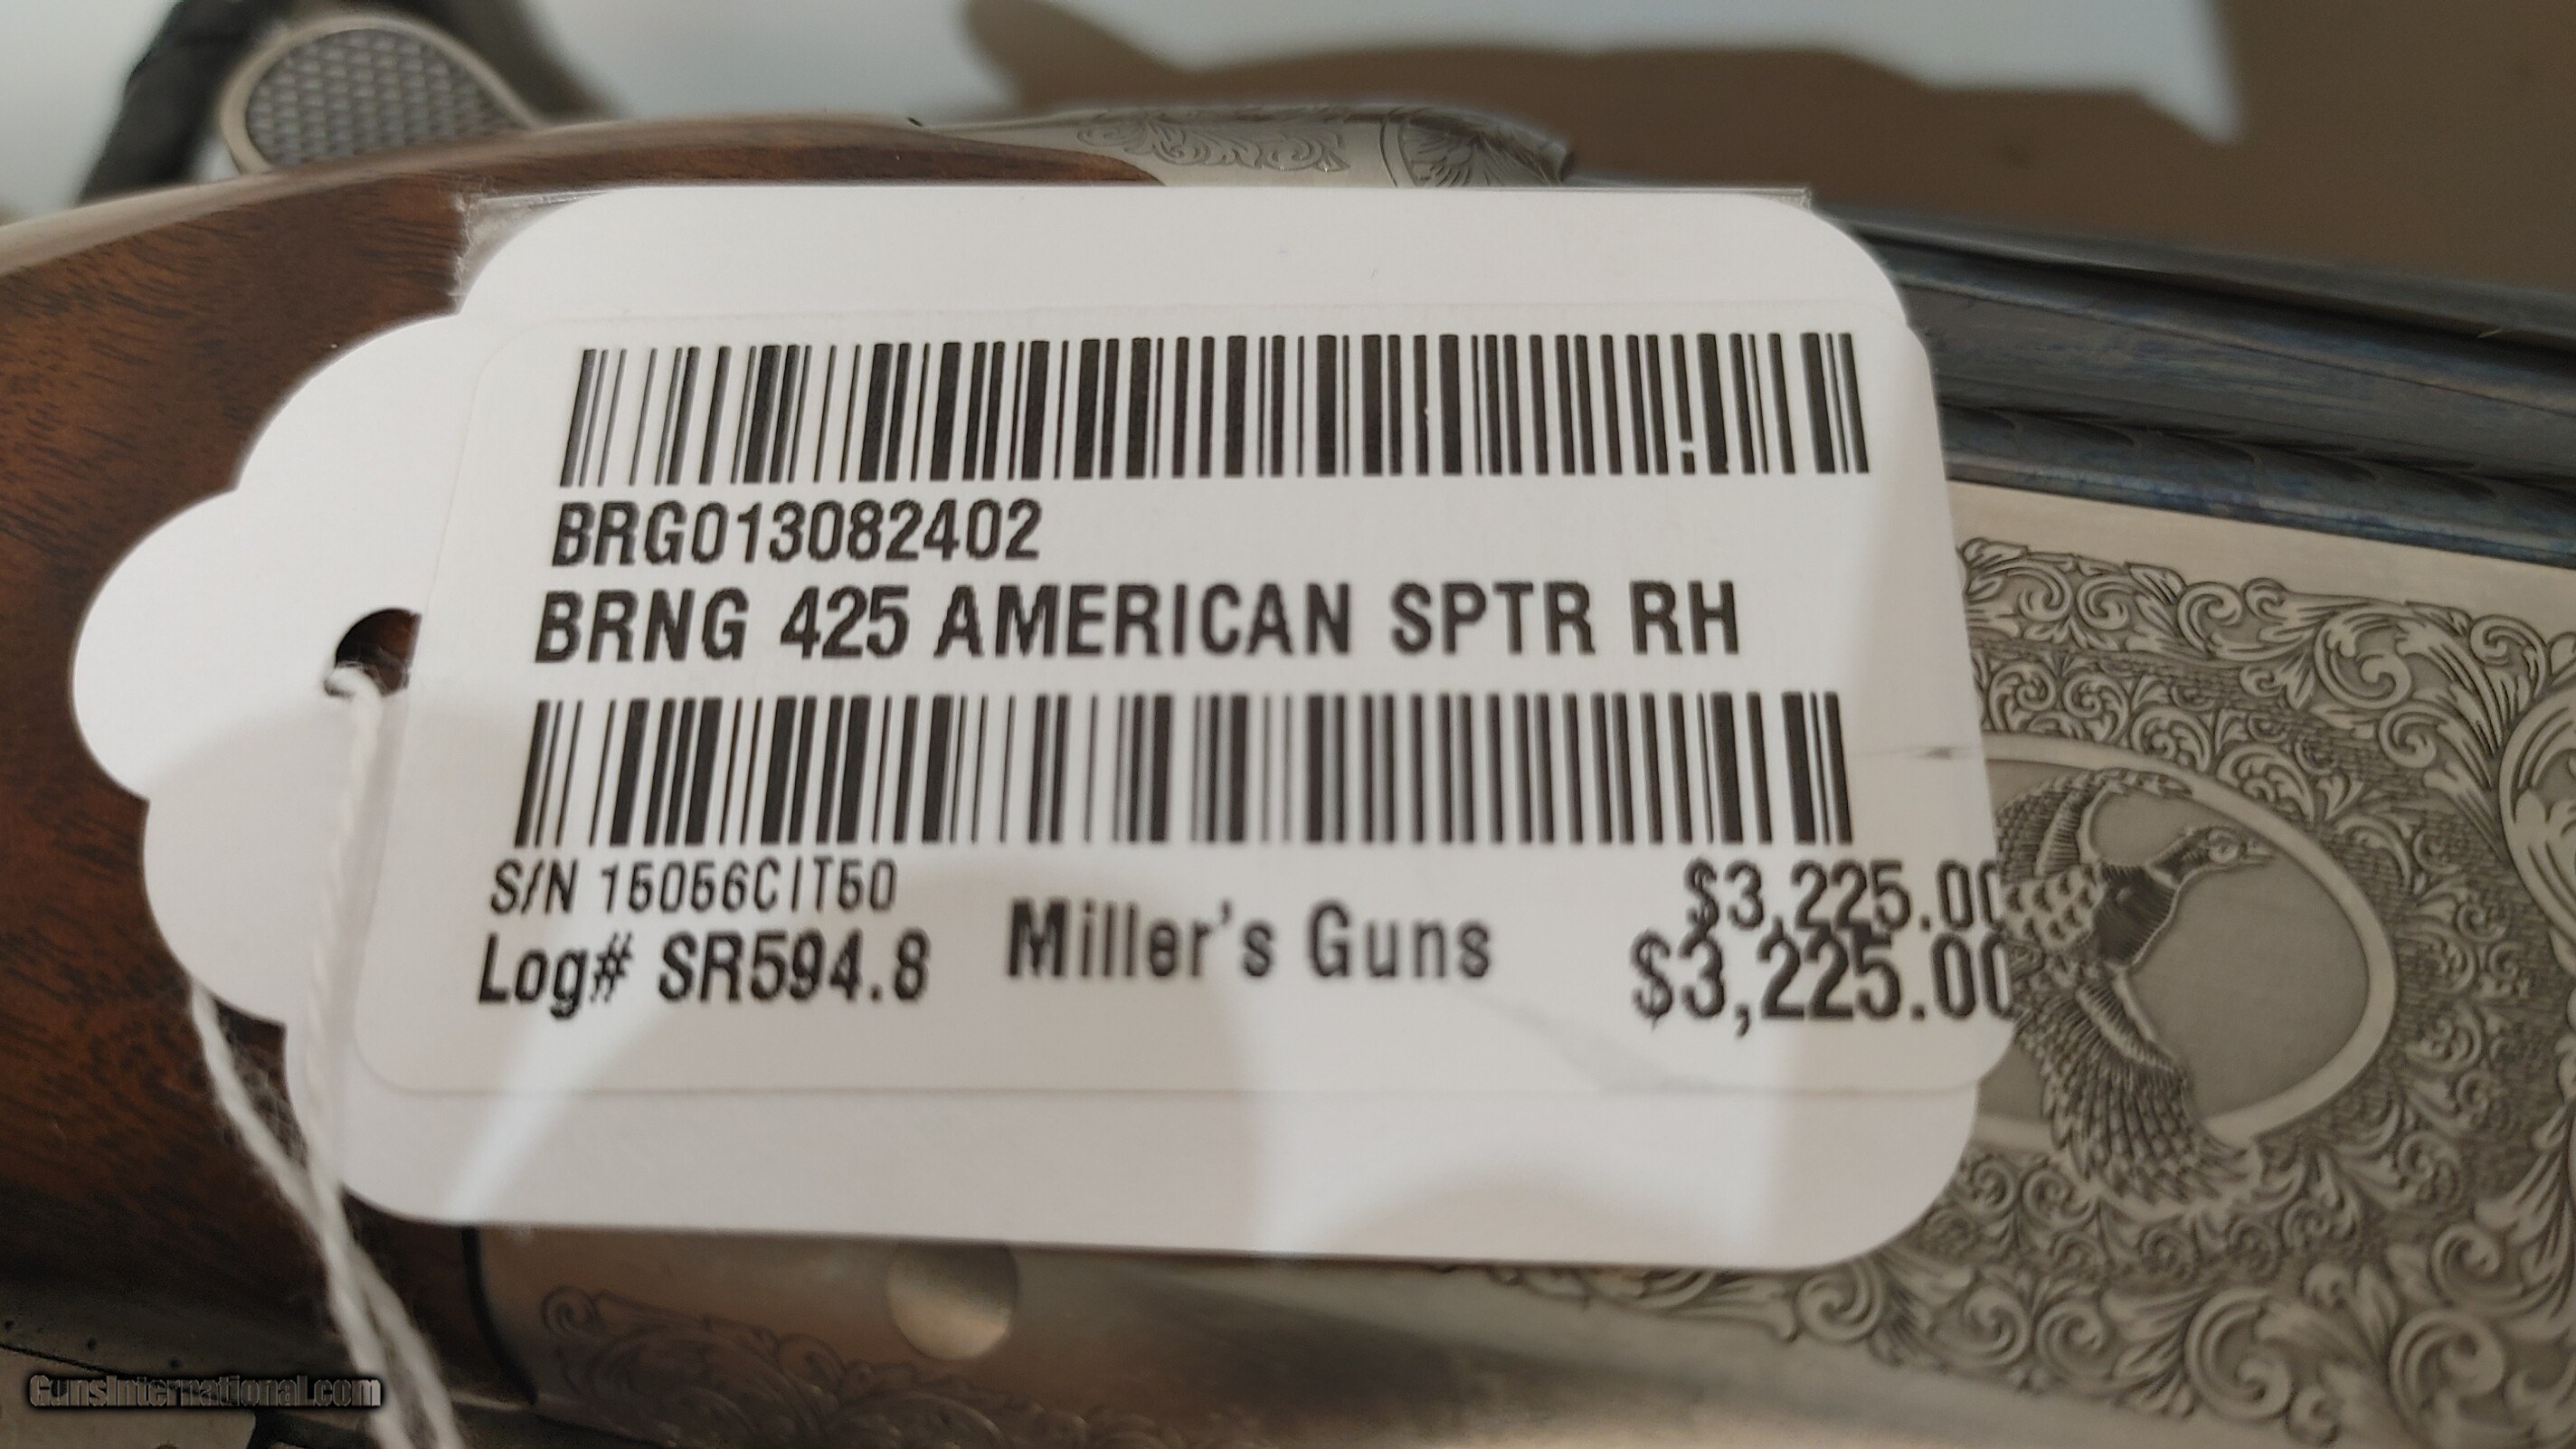 BRG013082402
BRNG 425 AMERICAN SPTR RH
S/N 15056CIT50
Log# SR594.8
Miller's Guns
$3,225.00
$3,225.00
GunsInternational.com